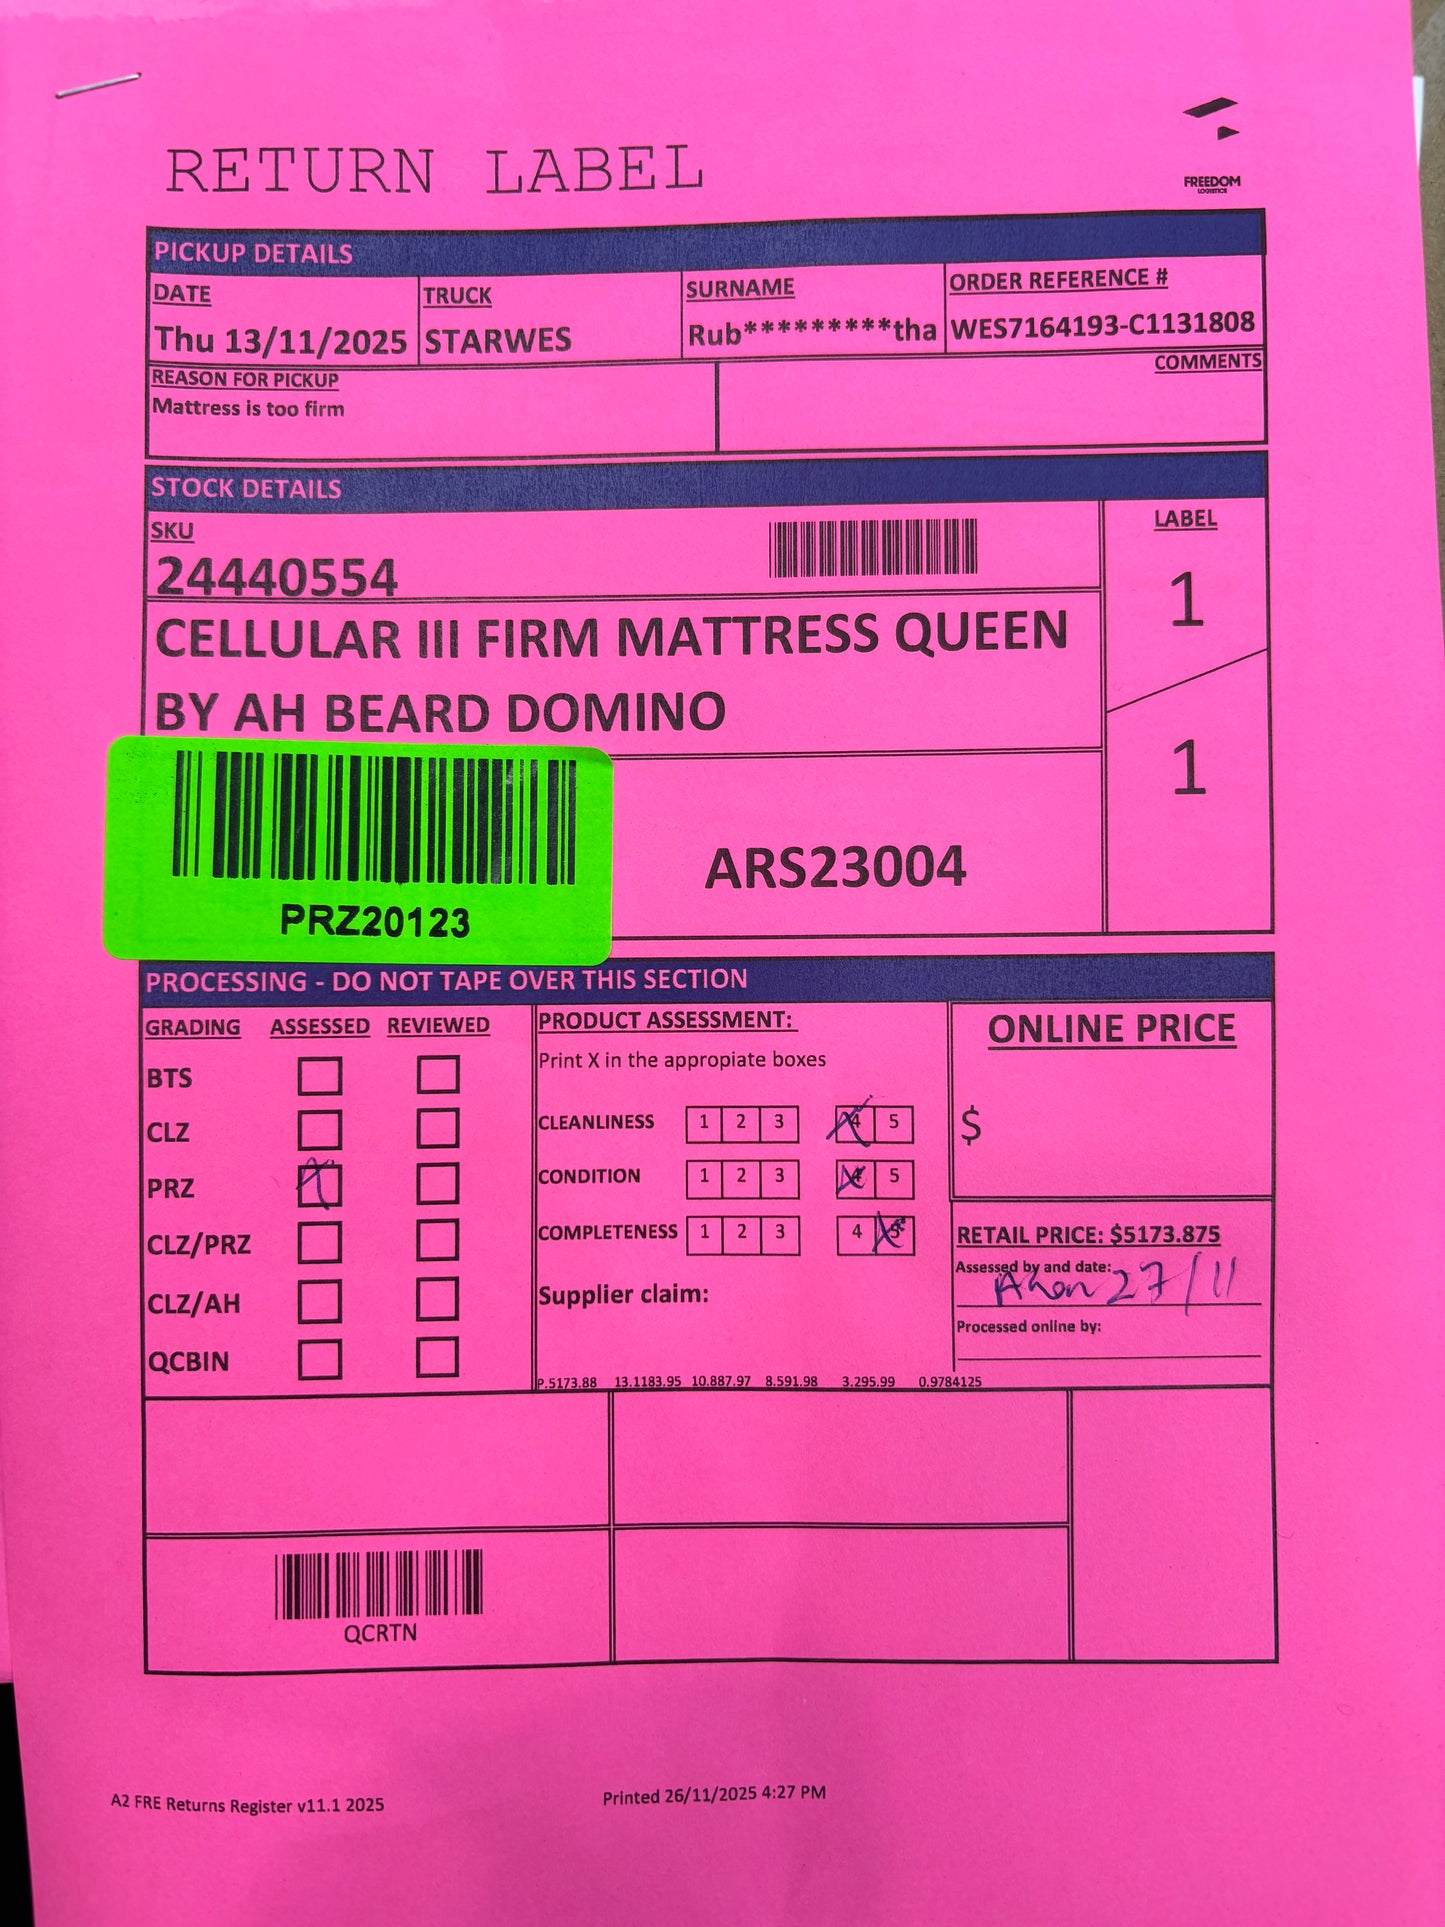 RETURN LABEL
FREEDOM
LOGISTICS
PICKUP DETAILS
DATE TRUCK SURNAME ORDER REFERENCE #
Thu 13/11/2025 STARWES Rub*********tha WES7164193-C1131808
REASON FOR PICKUP COMMENTS
Mattress is too firm
STOCK DETAILS
SKU LABEL
24440554
1
CELLULAR III FIRM MATTRESS QUEEN
BY AH BEARD DOMINO
1
ARS23004
PRZ20123
PROCESSING - DO NOT TAPE OVER THIS SECTION
GRADING ASSESSED REVIEWED
BTS
CLZ
PRZ X
CLZ/PRZ
CLZ/AH
QCBIN
PRODUCT ASSESSMENT:
Print X in the appropiate boxes
CLEANLINESS 1 2 3 4 5
CONDITION 1 2 3 4 5
COMPLETENESS 1 2 3 4 5
Supplier claim:
P.5173.88 13.1183.95 10.887.97 8.591.98 3.295.99 0.9784125
ONLINE PRICE
$
RETAIL PRICE: $5173.875
Assessed by and date:
27/11
Processed online by:
QCRTN
A2 FRE Returns Register v11.1 2025
Printed 26/11/2025 4:27 PM